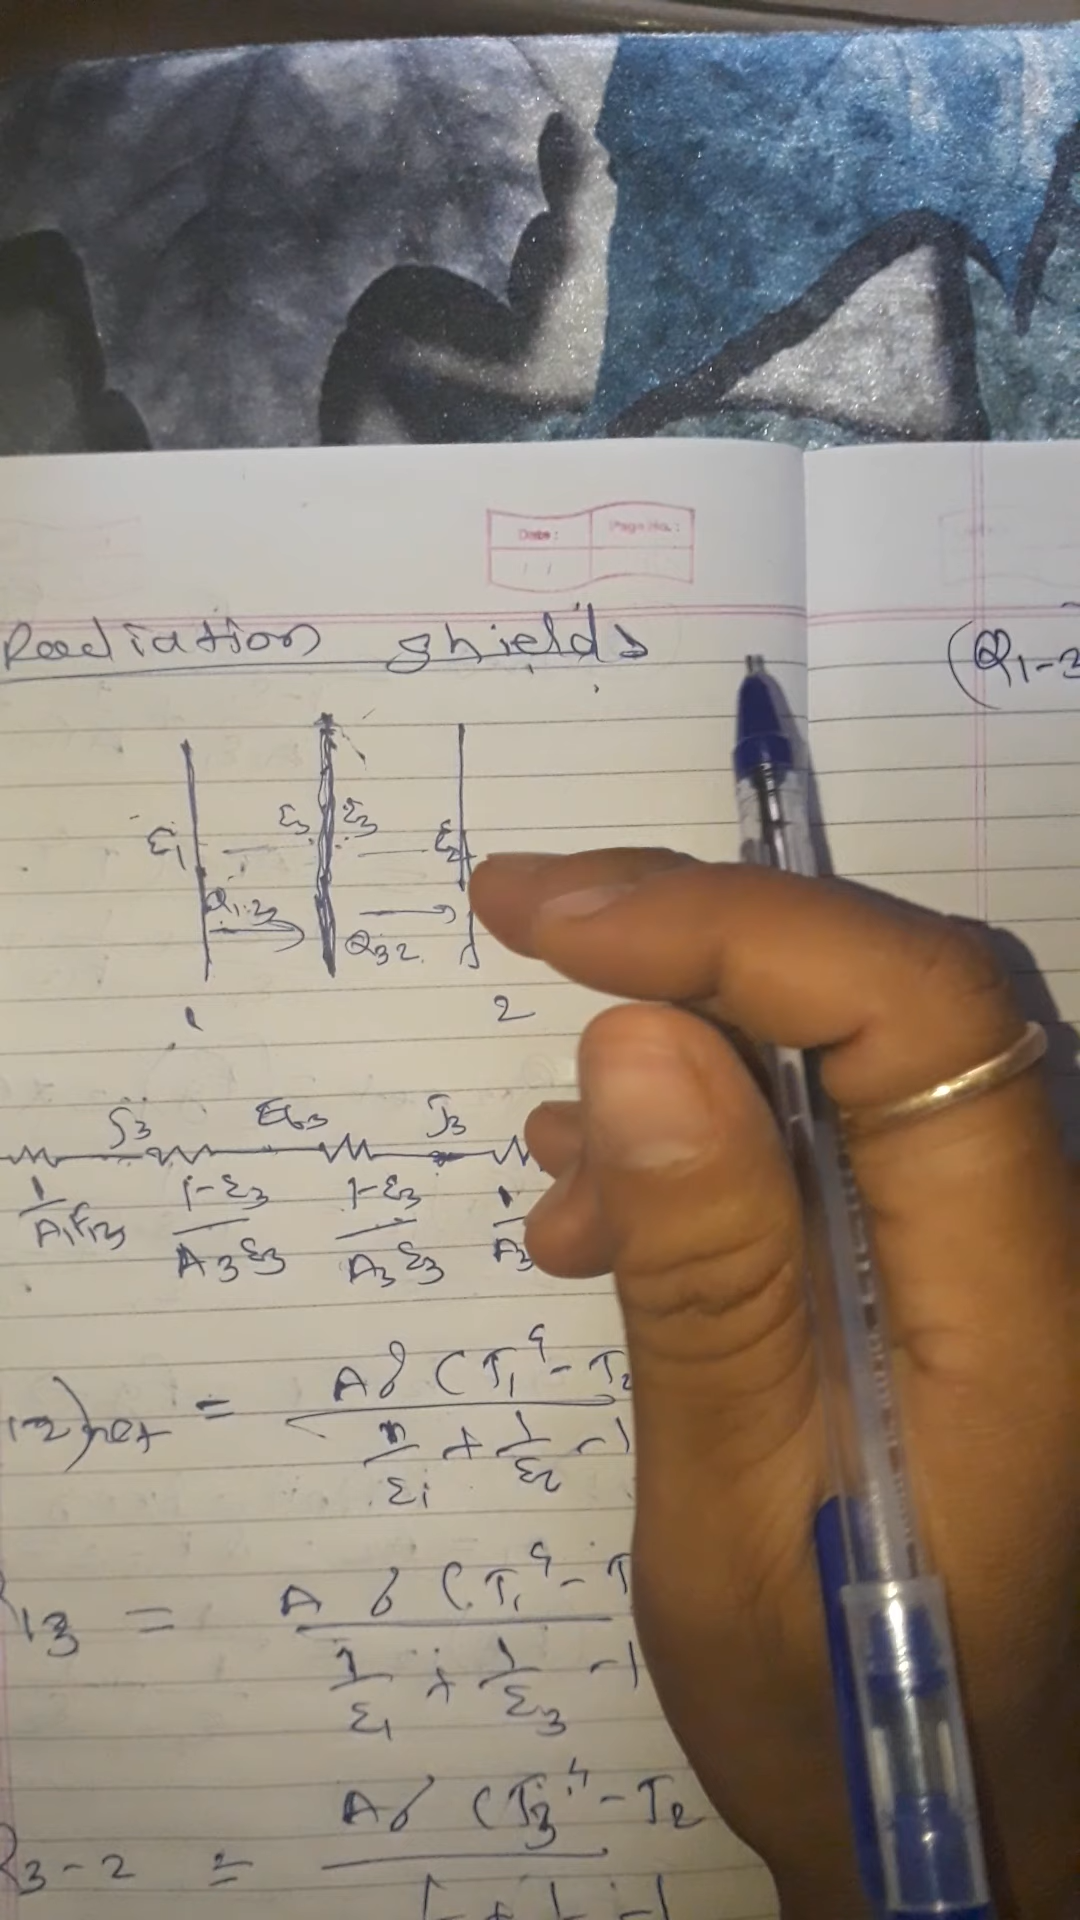 Date :
Page No. :
Radiation shields
(Q1-3
ε1 ε3 ε3 ε2
Q1-3 Q32
1 2
J3 Eb3 J3
1/A1F13 1-ε3/A3ε3 1-ε3/A3ε3 1/A3
12)net = Aσ(T1^4 - T2 / 1/ε1 + 1/ε2 - 1
13 = Aσ(T1^4 - T / 1/ε1 + 1/ε3 - 1
3-2 = Aσ(T3^4 - T2